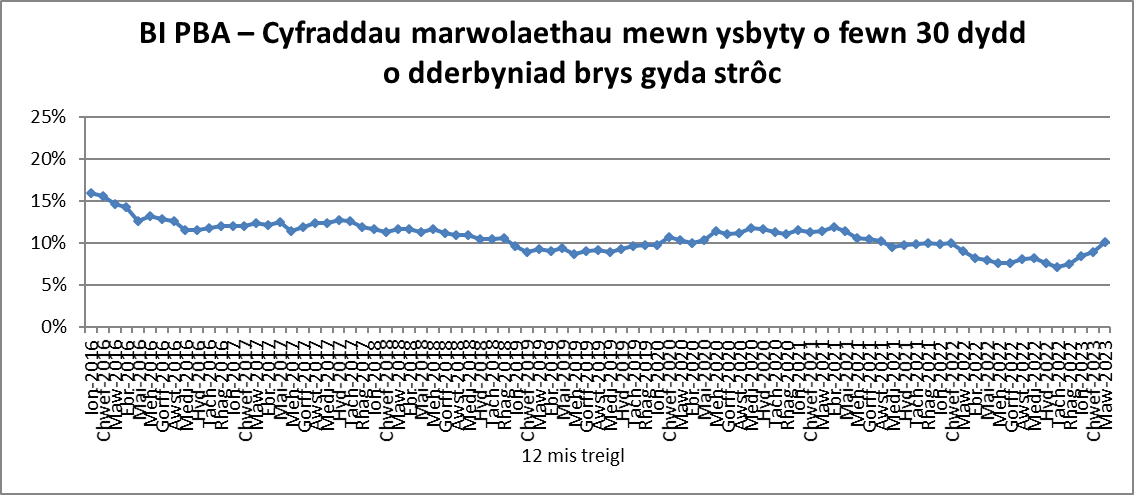 BI PBA – Cyfraddau marwolaethau mewn ysbyty o fewn 30 dydd
o dderbyniad brys gyda strôc
25%
20%
15%
10%
5%
0%
Ion-2016
Chwef-2016
Maw-2016
Ebr-2016
Mai-2016
Meh-2016
Gorff-2016
Awst-2016
Medi-2016
Hyd-2016
Tach-2016
Rhag-2016
Ion-2017
Chwef-2017
Maw-2017
Ebr-2017
Mai-2017
Meh-2017
Gorff-2017
Awst-2017
Medi-2017
Hyd-2017
Tach-2017
Rhag-2017
Ion-2018
Chwef-2018
Maw-2018
Ebr-2018
Mai-2018
Meh-2018
Gorff-2018
Awst-2018
Medi-2018
Hyd-2018
Tach-2018
Rhag-2018
Ion-2019
Chwef-2019
Maw-2019
Ebr-2019
Mai-2019
Meh-2019
Gorff-2019
Awst-2019
Medi-2019
Hyd-2019
Tach-2019
Rhag-2019
Ion-2020
Chwef-2020
Maw-2020
Ebr-2020
Mai-2020
Meh-2020
Gorff-2020
Awst-2020
Medi-2020
Hyd-2020
Tach-2020
Rhag-2020
Ion-2021
Chwef-2021
Maw-2021
Ebr-2021
Mai-2021
Meh-2021
Gorff-2021
Awst-2021
Medi-2021
Hyd-2021
Tach-2021
Rhag-2021
Ion-2022
Chwef-2022
Maw-2022
Ebr-2022
Mai-2022
Meh-2022
Gorff-2022
Awst-2022
Medi-2022
Hyd-2022
Tach-2022
Rhag-2022
Ion-2023
Chwef-2023
Maw-2023
12 mis treigl